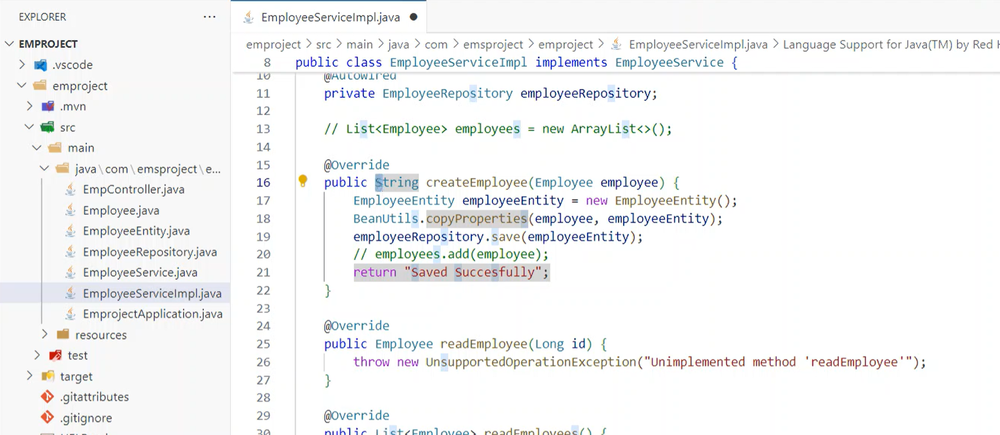 EXPLORER
EmployeeServiceImpl.java
EMPROJECT
emproject > src > main > java > com > emsproject > emproject > EmployeeServiceImpl.java > Language Support for Java(TM) by Red H
.vscode
emproject
.mvn
src
main
java\com\emsproject\e...
EmpController.java
Employee.java
EmployeeEntity.java
EmployeeRepository.java
EmployeeService.java
EmployeeServiceImpl.java
EmprojectApplication.java
resources
test
target
.gitattributes
.gitignore
8 public class EmployeeServiceImpl implements EmployeeService {
10 @Autowired
11 private EmployeeRepository employeeRepository;
12
13 // List<Employee> employees = new ArrayList<>();
14
15 @Override
16 public String createEmployee(Employee employee) {
17 EmployeeEntity employeeEntity = new EmployeeEntity();
18 BeanUtils.copyProperties(employee, employeeEntity);
19 employeeRepository.save(employeeEntity);
20 // employees.add(employee);
21 return "Saved Succesfully";
22 }
23
24 @Override
25 public Employee readEmployee(Long id) {
26 throw new UnsupportedOperationException("Unimplemented method 'readEmployee'");
27 }
28
29 @Override
30 public List<Employee> readEmployees() {